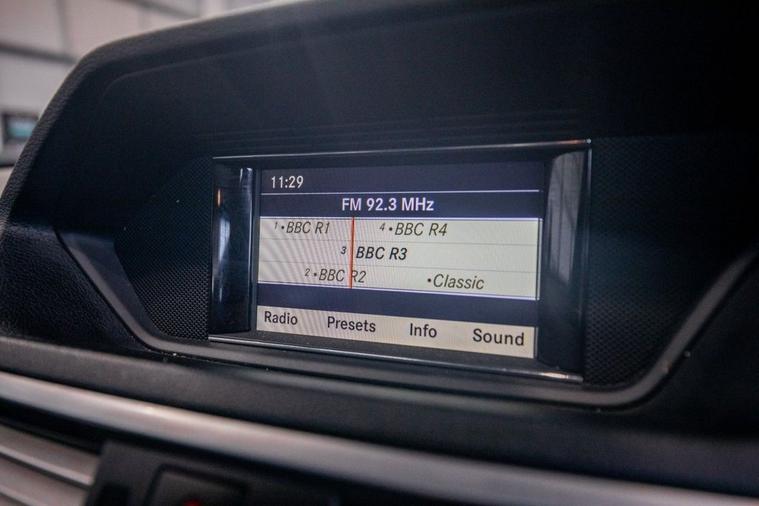 11:29
FM 92.3 MHz
1•BBC R1 4•BBC R4
3 BBC R3
2•BBC R2 •Classic
Radio Presets Info Sound